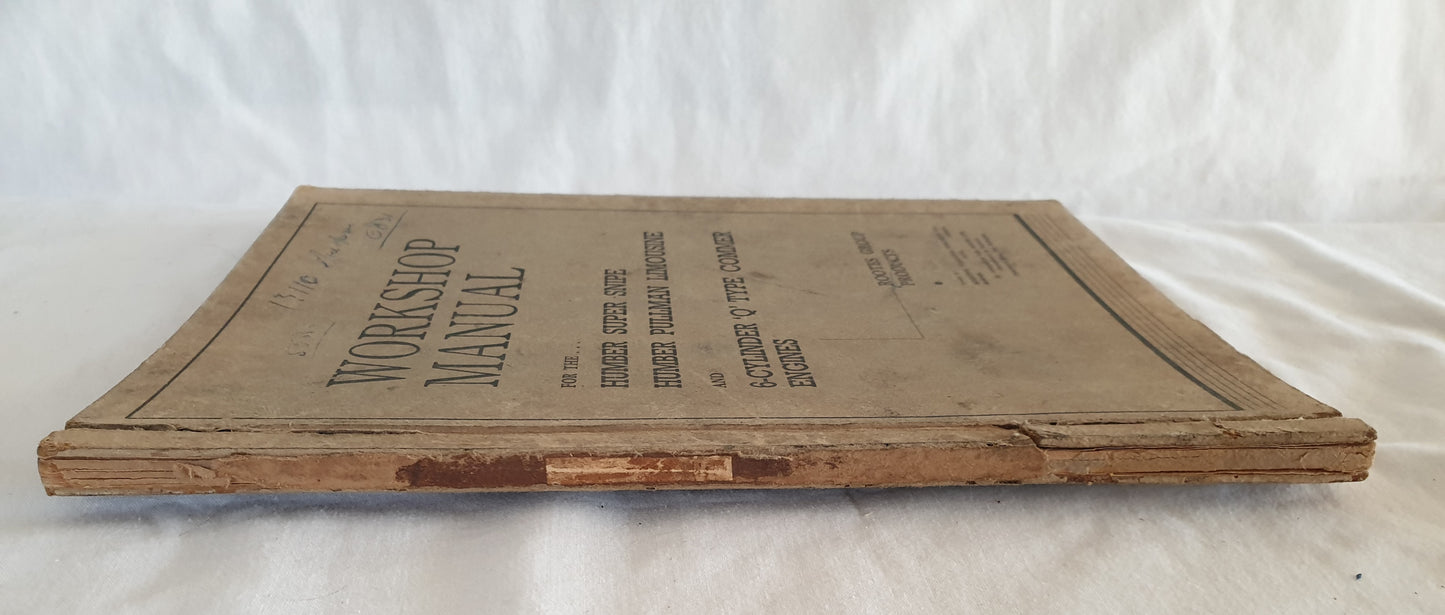 WORKSHOP
MANUAL
FOR THE....
HUMBER SUPER SNIPE
HUMBER PULLMAN LIMOUSINE
AND
6-CYLINDER 'Q' TYPE COMMER
ENGINES
ROOTES GROUP
PRODUCTS